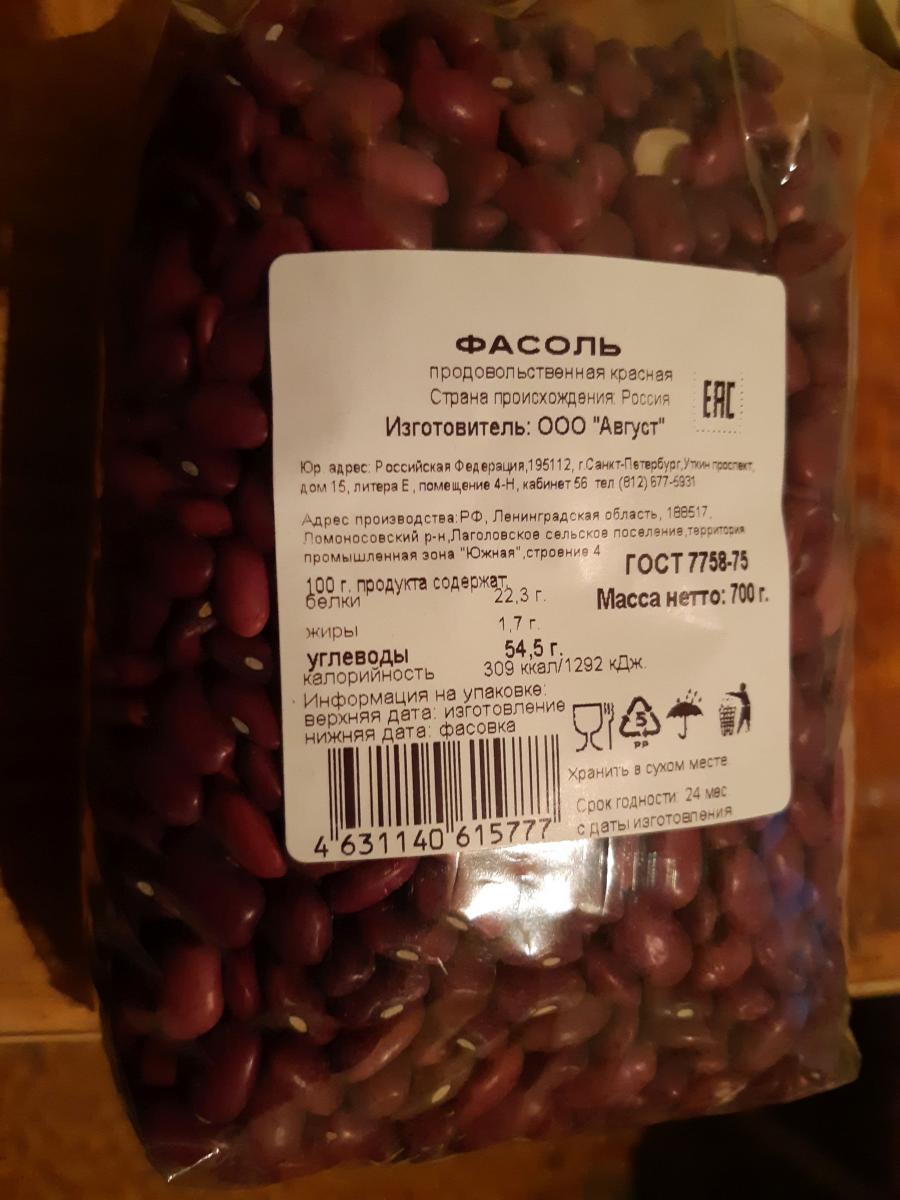 ФАСОЛЬ
продовольственная красная
Страна происхождения: Россия
EAC
Изготовитель: ООО "Август"
Юр. адрес: Российская Федерация,195112, г.Санкт-Петербург,Уткин проспект,
дом 15, литера Е, помещение 4-Н, кабинет 56 тел (812) 677-5931
Адрес производства:РФ, Ленинградская область, 188517,
Ломоносовский р-н,Лаголовское сельское поселение,территория
промышленная зона "Южная",строение 4
ГОСТ 7758-75
Масса нетто: 700 г.
100 г. продукта содержат
белки 22,3 г.
жиры 1,7 г.
углеводы 54,5 г.
калорийность 309 ккал/1292 кДж.
Информация на упаковке:
верхняя дата: изготовление
нижняя дата: фасовка
5
PP
Хранить в сухом месте
Срок годности: 24 мес
с даты изготовления
4 631140 615777